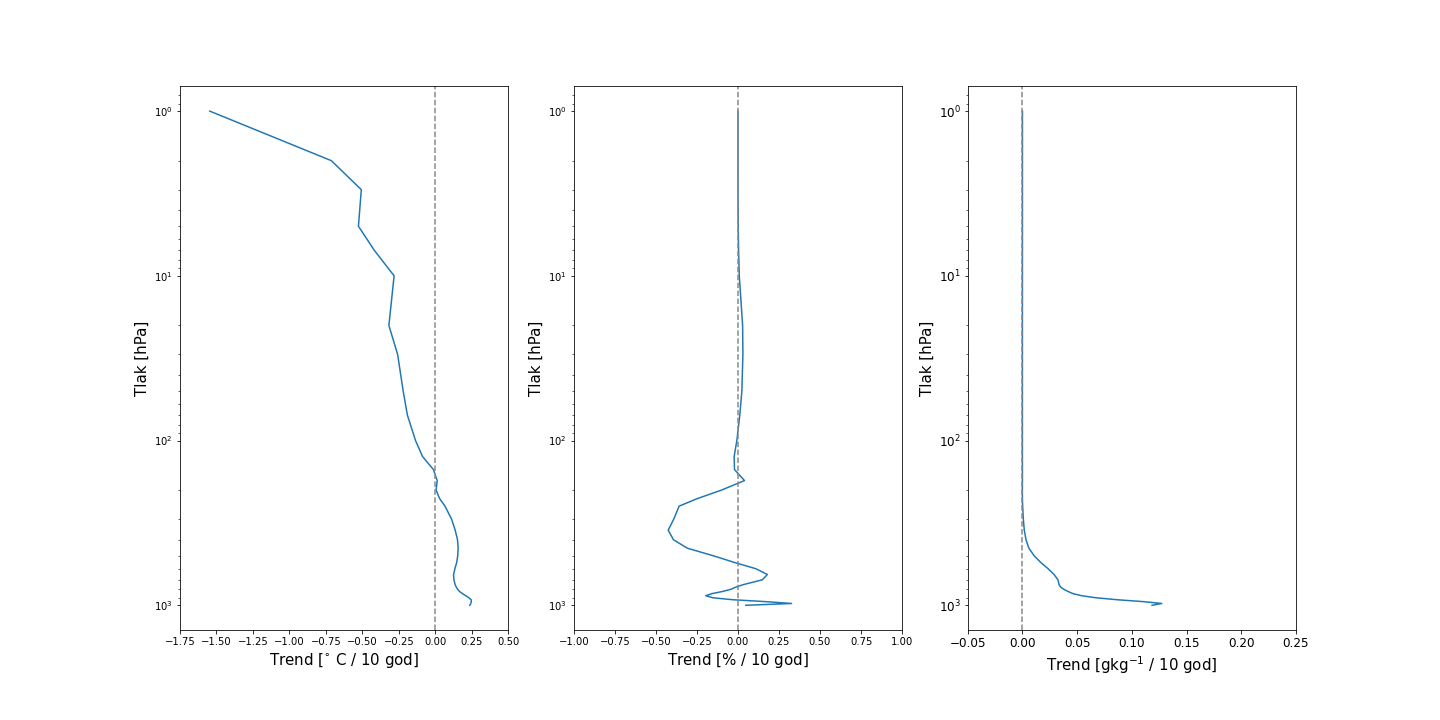 10⁰
10¹
10²
10³
Tlak [hPa]
−1.75 −1.50 −1.25 −1.00 −0.75 −0.50 −0.25 0.00 0.25 0.50
Trend [° C / 10 god]
10⁰
10¹
10²
10³
Tlak [hPa]
−1.00 −0.75 −0.50 −0.25 0.00 0.25 0.50 0.75 1.00
Trend [% / 10 god]
10⁰
10¹
10²
10³
Tlak [hPa]
−0.05 0.00 0.05 0.10 0.15 0.20 0.25
Trend [gkg⁻¹ / 10 god]